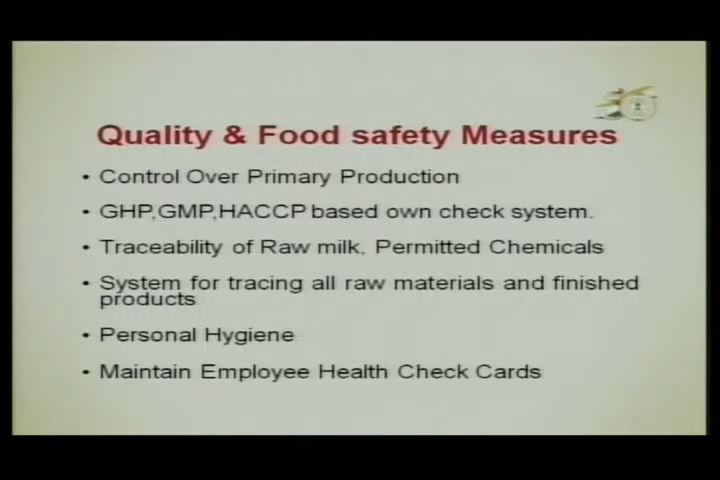 Quality & Food safety Measures
• Control Over Primary Production
• GHP,GMP,HACCP based own check system.
• Traceability of Raw milk, Permitted Chemicals
• System for tracing all raw materials and finished
products
• Personal Hygiene
• Maintain Employee Health Check Cards